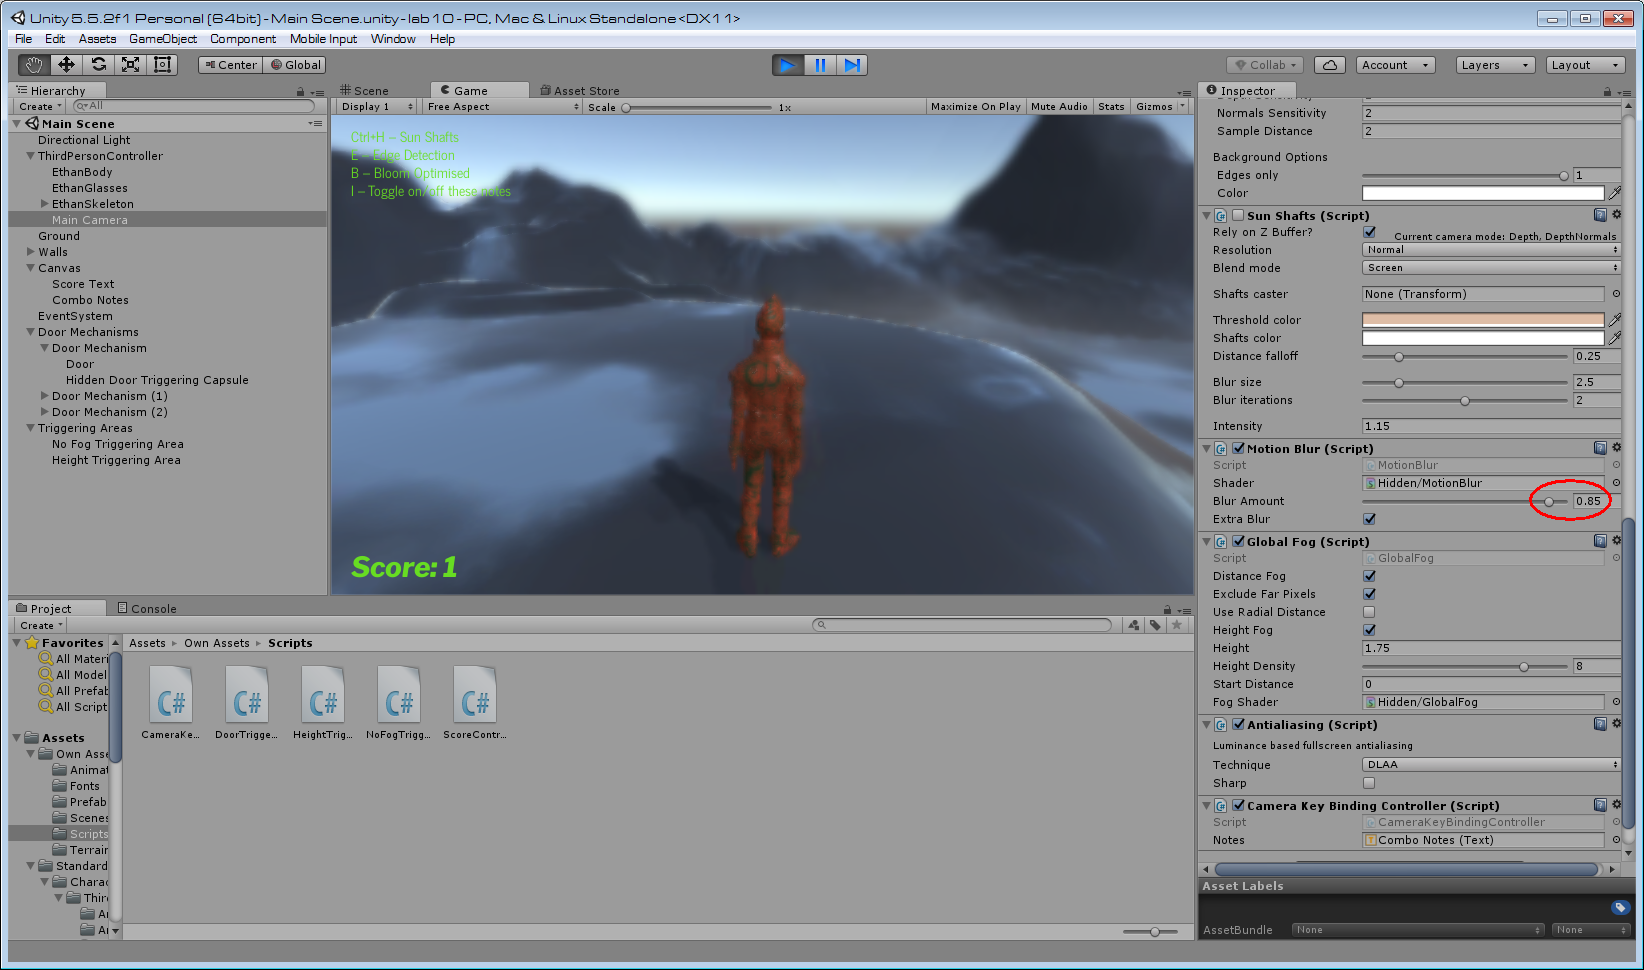 Unity 5.5.2f1 Personal (64bit) - Main Scene.unity - lab 10 - PC, Mac & Linux Standalone <DX11>
File Edit Assets GameObject Component Mobile Input Window Help
Center Global Collab Account Layers Layout
Hierarchy
Create All
Main Scene
Directional Light
ThirdPersonController
EthanBody
EthanGlasses
EthanSkeleton
Main Camera
Ground
Walls
Canvas
Score Text
Combo Notes
EventSystem
Door Mechanisms
Door Mechanism
Door
Hidden Door Triggering Capsule
Door Mechanism (1)
Door Mechanism (2)
Triggering Areas
No Fog Triggering Area
Height Triggering Area
Scene Game Asset Store
Display 1 Free Aspect Scale 1x Maximize On Play Mute Audio Stats Gizmos
Ctrl+H – Sun Shafts
E – Edge Detection
B – Bloom Optimised
I – Toggle on/off these notes
Score: 1
Project Console
Create
Favorites
All Materi
All Model
All Prefab
All Script
Assets
Own Asse
Animat
Fonts
Prefab
Scenes
Scripts
Terrain
Standard
Charac
Thir
Ar
Ar
Assets Own Assets Scripts
CameraKe... DoorTrigge... HeightTrig... NoFogTrigg... ScoreContr...
Inspector
Normals Sensitivity 2
Sample Distance 2
Background Options
Edges only 1
Color
Sun Shafts (Script)
Rely on Z Buffer? Current camera mode: Depth, DepthNormals
Resolution Normal
Blend mode Screen
Shafts caster None (Transform)
Threshold color
Shafts color
Distance falloff 0.25
Blur size 2.5
Blur iterations 2
Intensity 1.15
Motion Blur (Script)
Script MotionBlur
Shader Hidden/MotionBlur
Blur Amount 0.85
Extra Blur
Global Fog (Script)
Script GlobalFog
Distance Fog
Exclude Far Pixels
Use Radial Distance
Height Fog
Height 1.75
Height Density 8
Start Distance 0
Fog Shader Hidden/GlobalFog
Antialiasing (Script)
Luminance based fullscreen antialiasing
Technique DLAA
Sharp
Camera Key Binding Controller (Script)
Script CameraKeyBindingController
Notes Combo Notes (Text)
Asset Labels
AssetBundle None None